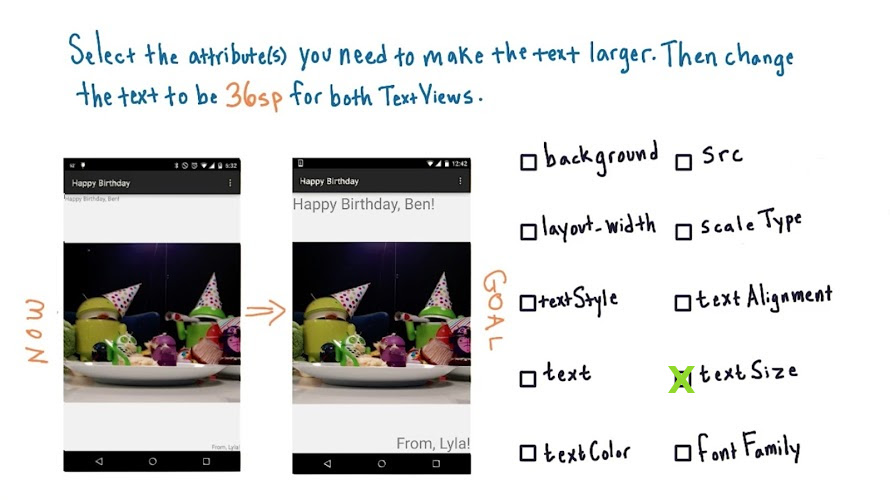 Select the attribute(s) you need to make the text larger. Then change
the text to be 36sp for both TextViews.
NOW
5:32
Happy Birthday
Happy Birthday, Ben!
From, Lyla!
12:42
Happy Birthday
Happy Birthday, Ben!
From, Lyla!
GOAL
background
src
layout_width
scaleType
textStyle
textAlignment
text
X textSize
textColor
fontFamily